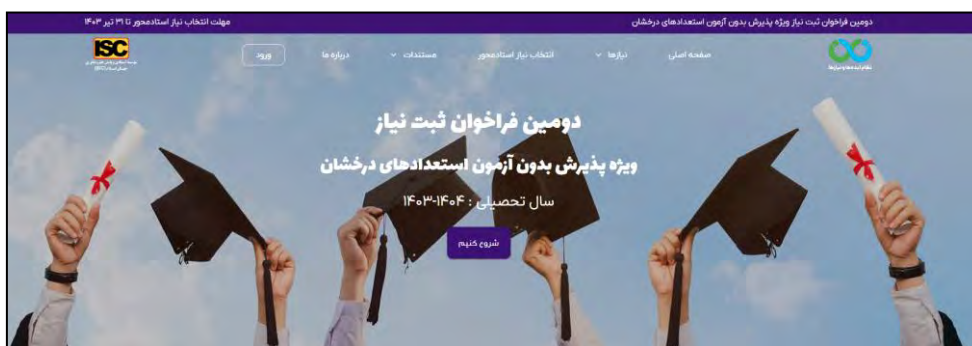 دومین فراخوان ثبت نیاز ویژه پذیرش بدون آزمون استعدادهای درخشان
مهلت انتخاب نیاز استادمحور تا ۳۱ تیر ۱۴۰۳
صفحه اصلی
نیازها
انتخاب نیاز استادمحور
مستندات
درباره ما
ورود
ISC
دومین فراخوان ثبت نیاز
ویژه پذیرش بدون آزمون استعدادهای درخشان
سال تحصیلی : ۱۴۰۴-۱۴۰۳
شروع کنیم